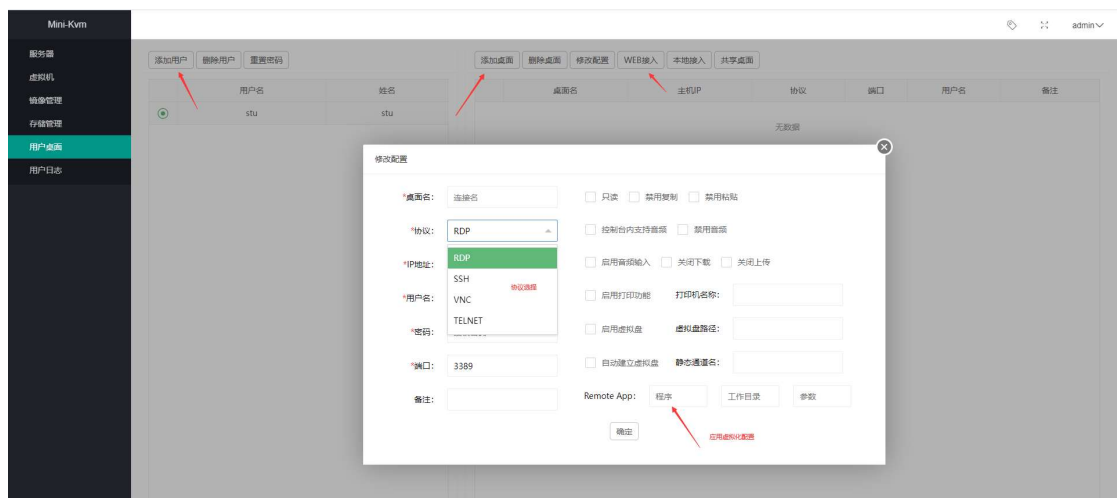 Mini-Kvm
admin
服务器
虚拟机
镜像管理
存储管理
用户桌面
用户日志
添加用户 删除用户 重置密码
添加桌面 删除桌面 修改配置 WEB接入 本地接入 共享桌面
用户名 姓名
stu stu
桌面名 主机IP 协议 端口 用户名 备注
无数据
修改配置
*桌面名: 连接名
只读 禁用复制 禁用粘贴
*协议: RDP
控制台内支持音频 禁用音频
RDP
SSH
VNC
TELNET
协议选择
*IP地址:
启用音频输入 关闭下载 关闭上传
*用户名:
启用打印功能 打印机名称:
*密码:
启用虚拟盘 虚拟盘路径:
*端口: 3389
自动建立虚拟盘 静态通道名:
备注:
Remote App: 程序 工作目录 参数
确定
应用虚拟化配置